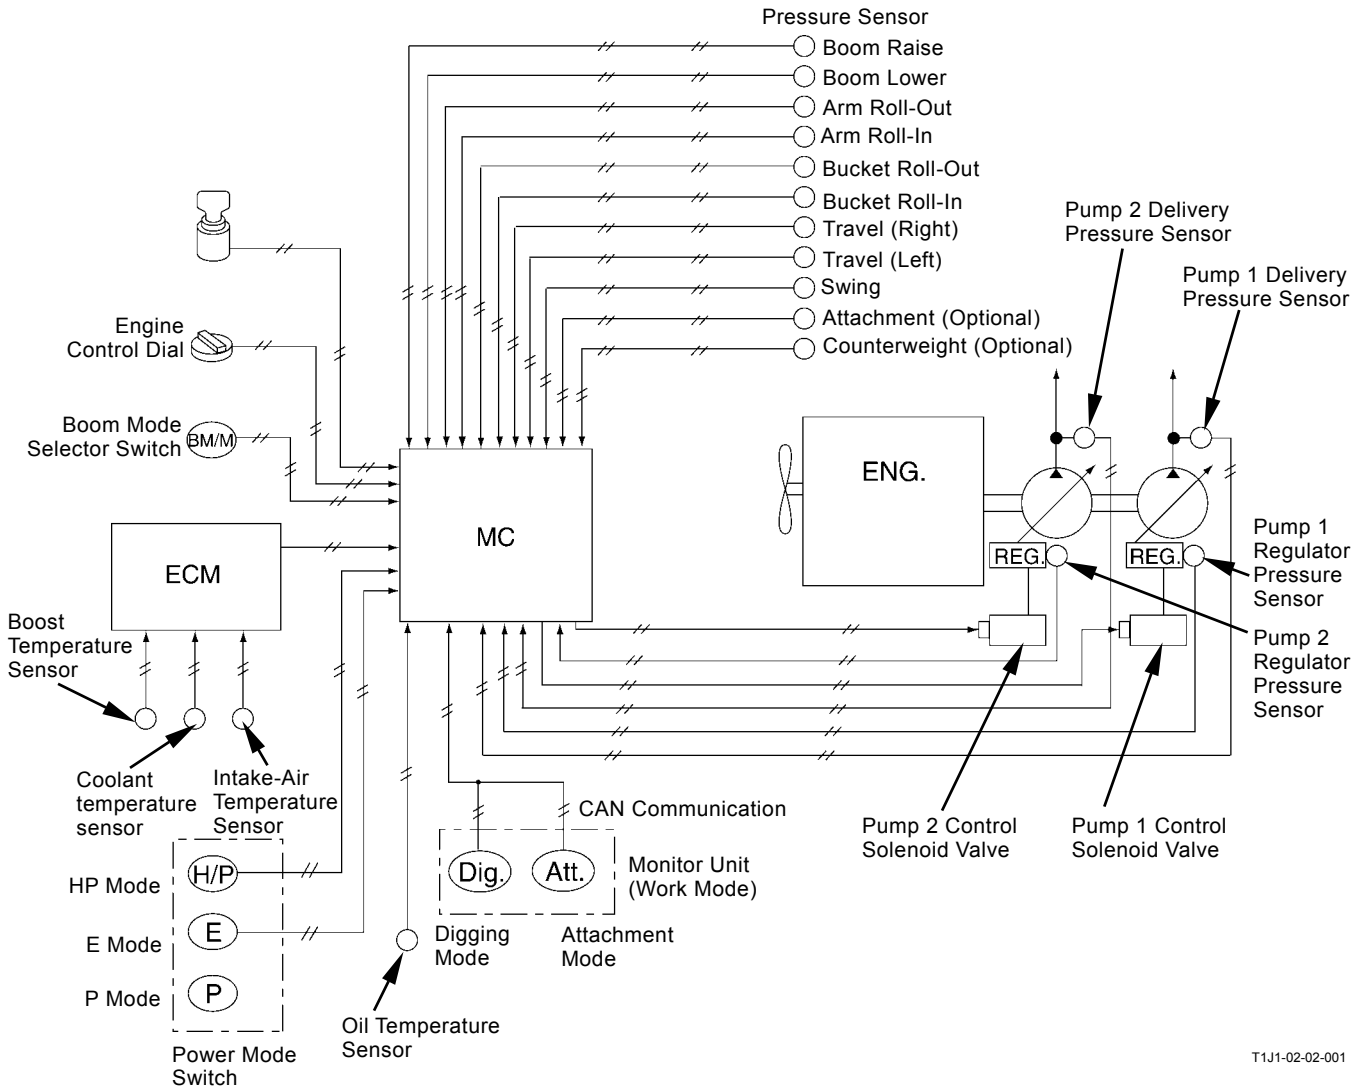 Pressure Sensor
Boom Raise
Boom Lower
Arm Roll-Out
Arm Roll-In
Bucket Roll-Out
Bucket Roll-In
Travel (Right)
Travel (Left)
Swing
Attachment (Optional)
Counterweight (Optional)
Pump 2 Delivery
Pressure Sensor
Pump 1 Delivery
Pressure Sensor
Engine
Control Dial
Boom Mode
Selector Switch
BM/M
ENG.
MC
ECM
REG.
REG.
Pump 1
Regulator
Pressure
Sensor
Pump 2
Regulator
Pressure
Sensor
Boost
Temperature
Sensor
Coolant
temperature
sensor
Intake-Air
Temperature
Sensor
CAN Communication
Pump 2 Control
Solenoid Valve
Pump 1 Control
Solenoid Valve
HP Mode
H/P
E Mode
E
P Mode
P
Power Mode
Switch
Dig.
Att.
Monitor Unit
(Work Mode)
Digging
Mode
Attachment
Mode
Oil Temperature
Sensor
T1J1-02-02-001